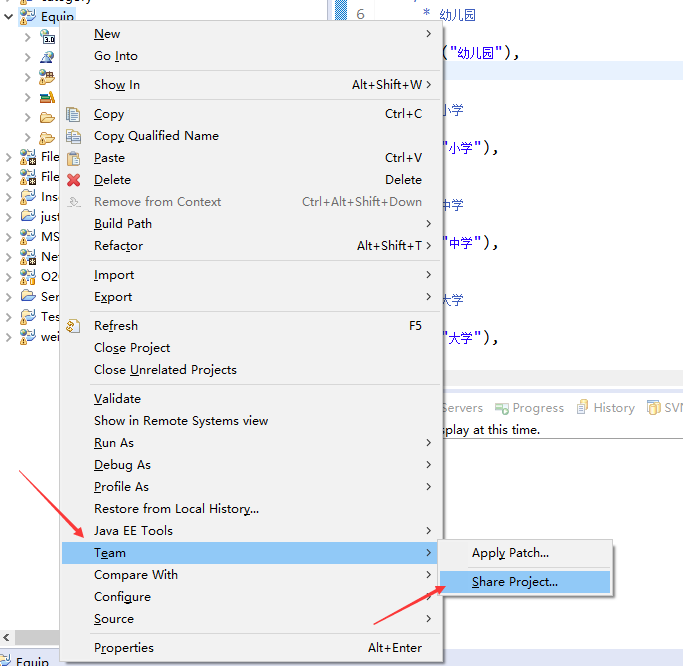 category
Equip
File
File
Ins
just
MS
Net
O2
Ser
Tes
wei
New
Go Into
Show In Alt+Shift+W
Copy Ctrl+C
Copy Qualified Name
Paste Ctrl+V
Delete Delete
Remove from Context Ctrl+Alt+Shift+Down
Build Path
Refactor Alt+Shift+T
Import
Export
Refresh F5
Close Project
Close Unrelated Projects
Validate
Show in Remote Systems view
Run As
Debug As
Profile As
Restore from Local History...
Java EE Tools
Team
Compare With
Configure
Source
Properties Alt+Enter
Apply Patch...
Share Project...
6 * 幼儿园
("幼儿园"),
小学
"小学"),
中学
"中学"),
大学
"大学"),
Servers Progress History SVN
splay at this time.
Equip